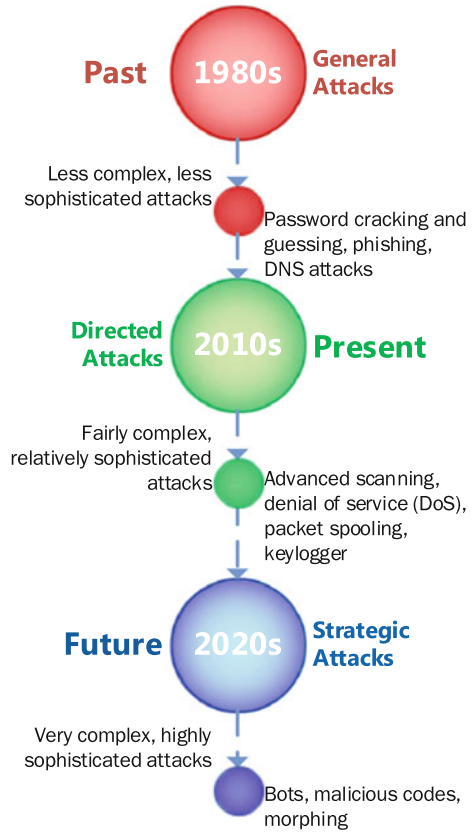 Past
1980s
General
Attacks
Less complex, less
sophisticated attacks
Password cracking and
guessing, phishing,
DNS attacks
Directed
Attacks
2010s
Present
Fairly complex,
relatively sophisticated
attacks
Advanced scanning,
denial of service (DoS),
packet spooling,
keylogger
Future
2020s
Strategic
Attacks
Very complex, highly
sophisticated attacks
Bots, malicious codes,
morphing